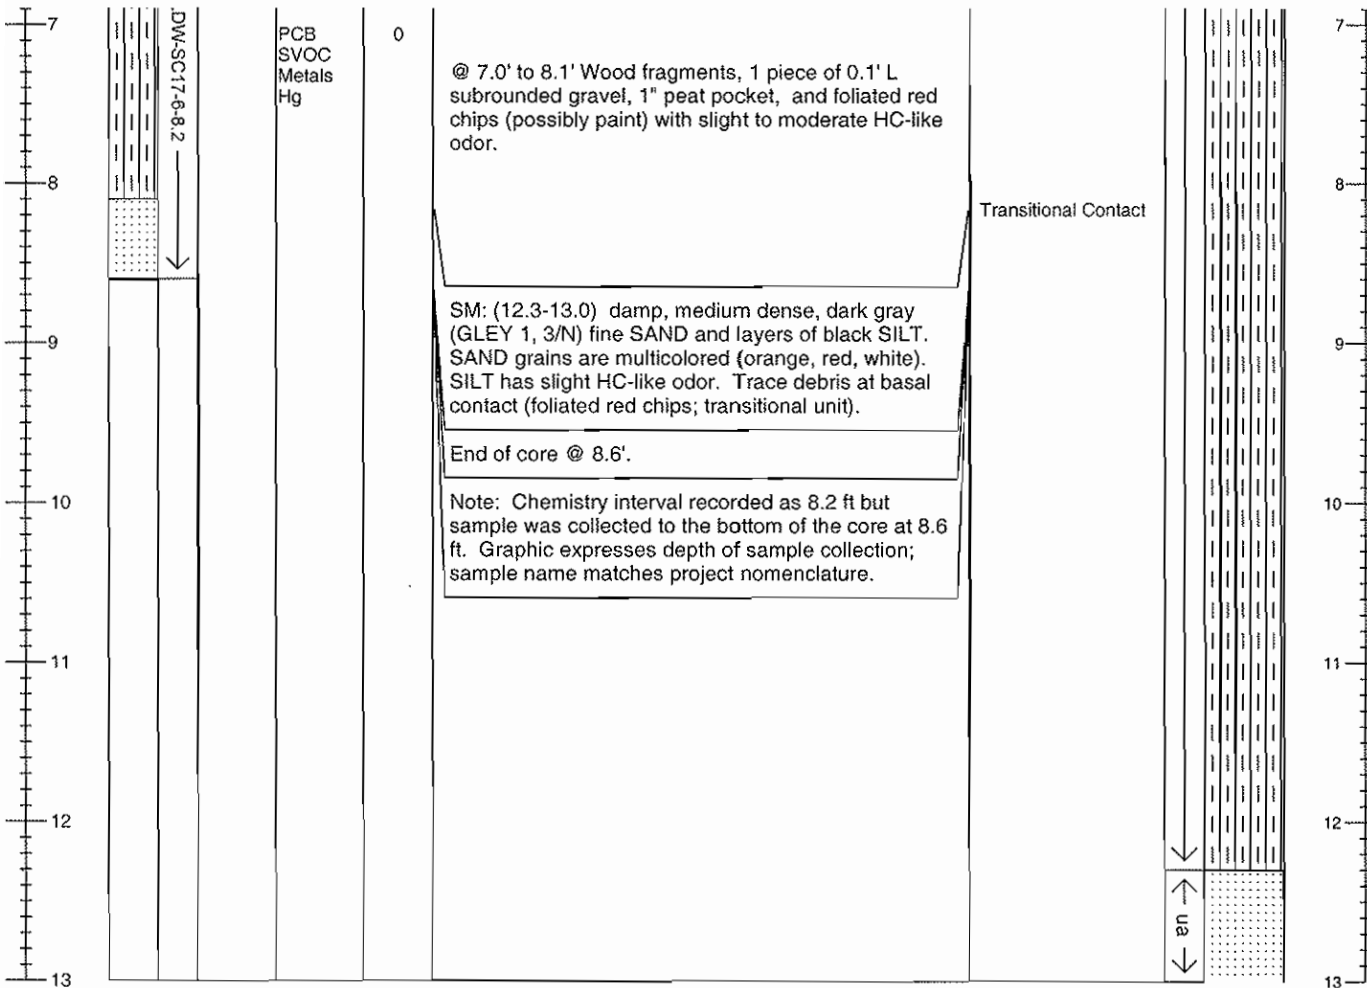 7
.DW-SC17-6-8.2
PCB
SVOC
Metals
Hg
0
@ 7.0' to 8.1' Wood fragments, 1 piece of 0.1' L
subrounded gravel, 1" peat pocket, and foliated red
chips (possibly paint) with slight to moderate HC-like
odor.
7
8
Transitional Contact
8
SM: (12.3-13.0) damp, medium dense, dark gray
(GLEY 1, 3/N) fine SAND and layers of black SILT.
SAND grains are multicolored (orange, red, white).
SILT has slight HC-like odor. Trace debris at basal
contact (foliated red chips; transitional unit).
9
9
End of core @ 8.6'.
10
Note: Chemistry interval recorded as 8.2 ft but
sample was collected to the bottom of the core at 8.6
ft. Graphic expresses depth of sample collection;
sample name matches project nomenclature.
10
11
11
12
12
ua
13
13